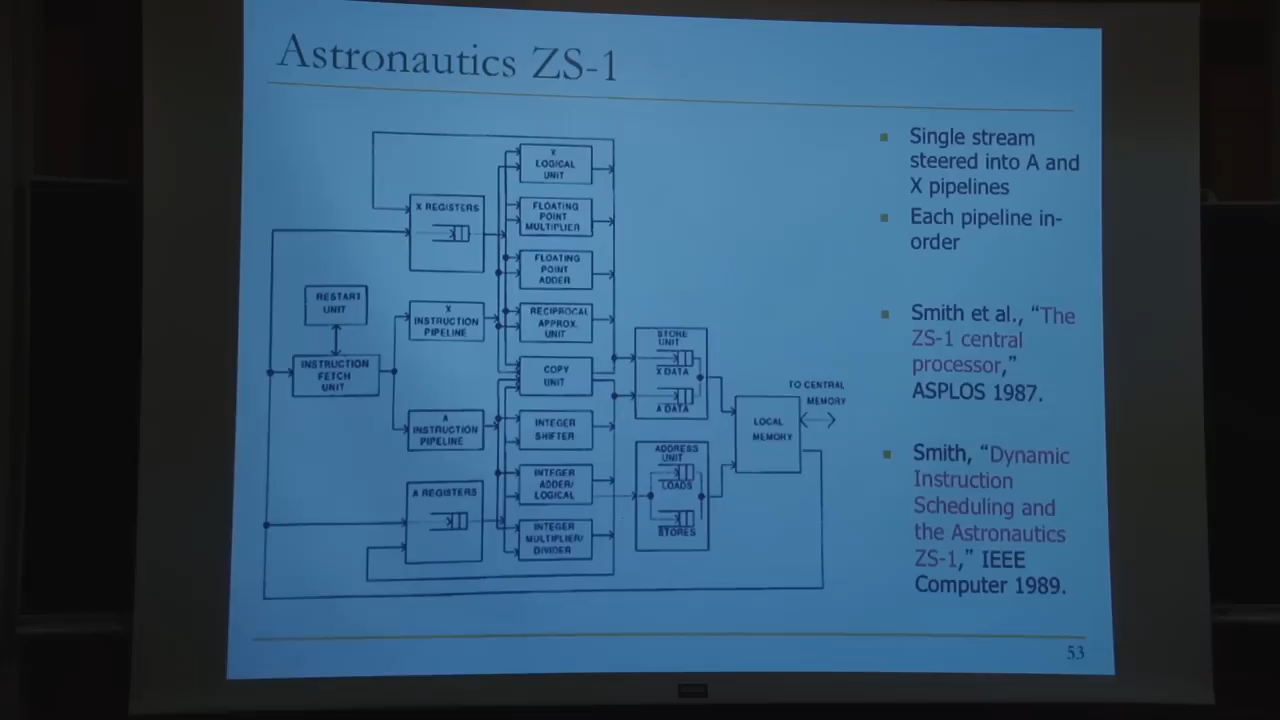 Astronautics ZS-1
X
LOGICAL
UNIT
X REGISTERS
FLOATING
POINT
MULTIPLIER
FLOATING
POINT
ADDER
RESTART
UNIT
X
INSTRUCTION
PIPELINE
RECIPROCAL
APPROX.
UNIT
INSTRUCTION
FETCH
UNIT
COPY
UNIT
STORE
UNIT
X DATA
A DATA
TO CENTRAL
MEMORY
LOCAL
MEMORY
A
INSTRUCTION
PIPELINE
INTEGER
SHIFTER
ADDRESS
UNIT
LOADS
STORES
A REGISTERS
INTEGER
ADDER/
LOGICAL
INTEGER
MULTIPLIER/
DIVIDER
Single stream
steered into A and
X pipelines
Each pipeline in-
order
Smith et al., “The
ZS-1 central
processor,”
ASPLOS 1987.
Smith, “Dynamic
Instruction
Scheduling and
the Astronautics
ZS-1,” IEEE
Computer 1989.
53